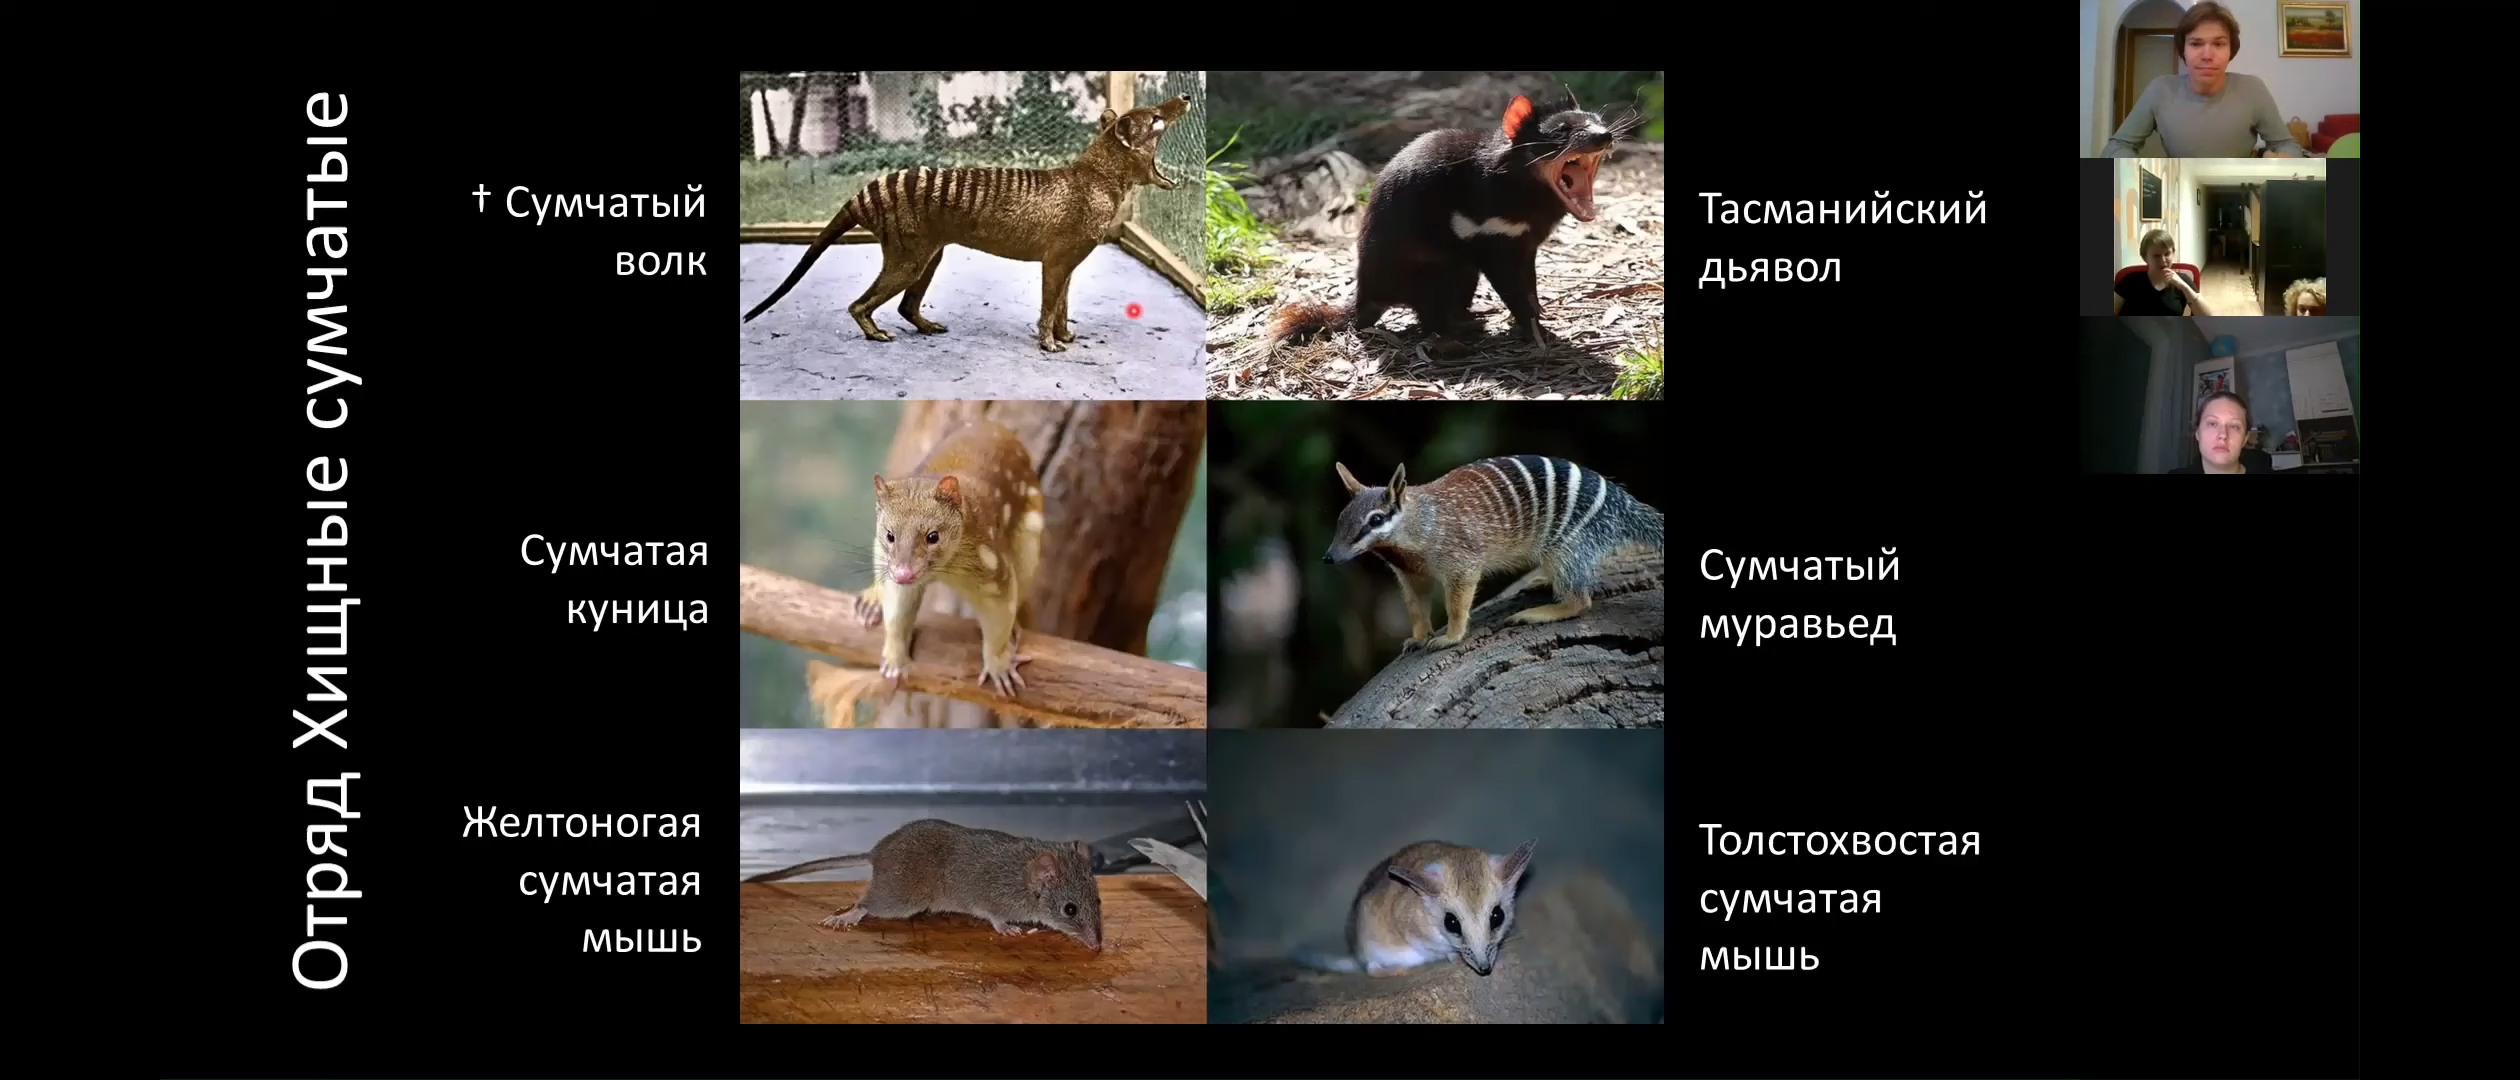 Отряд Хищные сумчатые
† Сумчатый
волк
Тасманийский
дьявол
Сумчатая
куница
Сумчатый
муравьед
Желтоногая
сумчатая
мышь
Толстохвостая
сумчатая
мышь